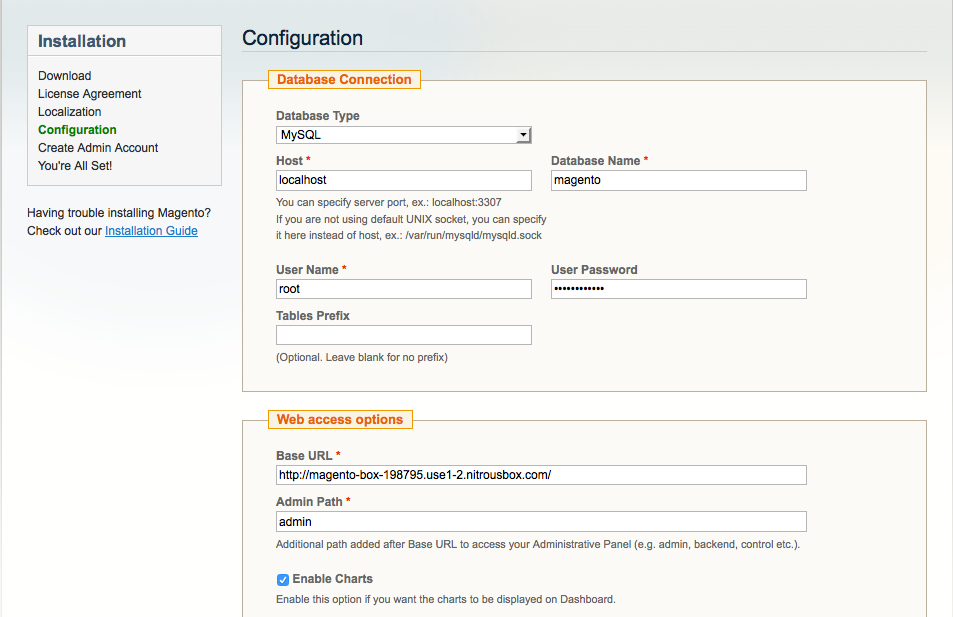 Installation
Download
License Agreement
Localization
Configuration
Create Admin Account
You're All Set!
Having trouble installing Magento?
Check out our Installation Guide
Configuration
Database Connection
Database Type
MySQL
Host *
localhost
Database Name *
magento
You can specify server port, ex.: localhost:3307
If you are not using default UNIX socket, you can specify
it here instead of host, ex.: /var/run/mysqld/mysqld.sock
User Name *
root
User Password
••••••••••••
Tables Prefix
(Optional. Leave blank for no prefix)
Web access options
Base URL *
http://magento-box-198795.use1-2.nitrousbox.com/
Admin Path *
admin
Additional path added after Base URL to access your Administrative Panel (e.g. admin, backend, control etc.).
Enable Charts
Enable this option if you want the charts to be displayed on Dashboard.